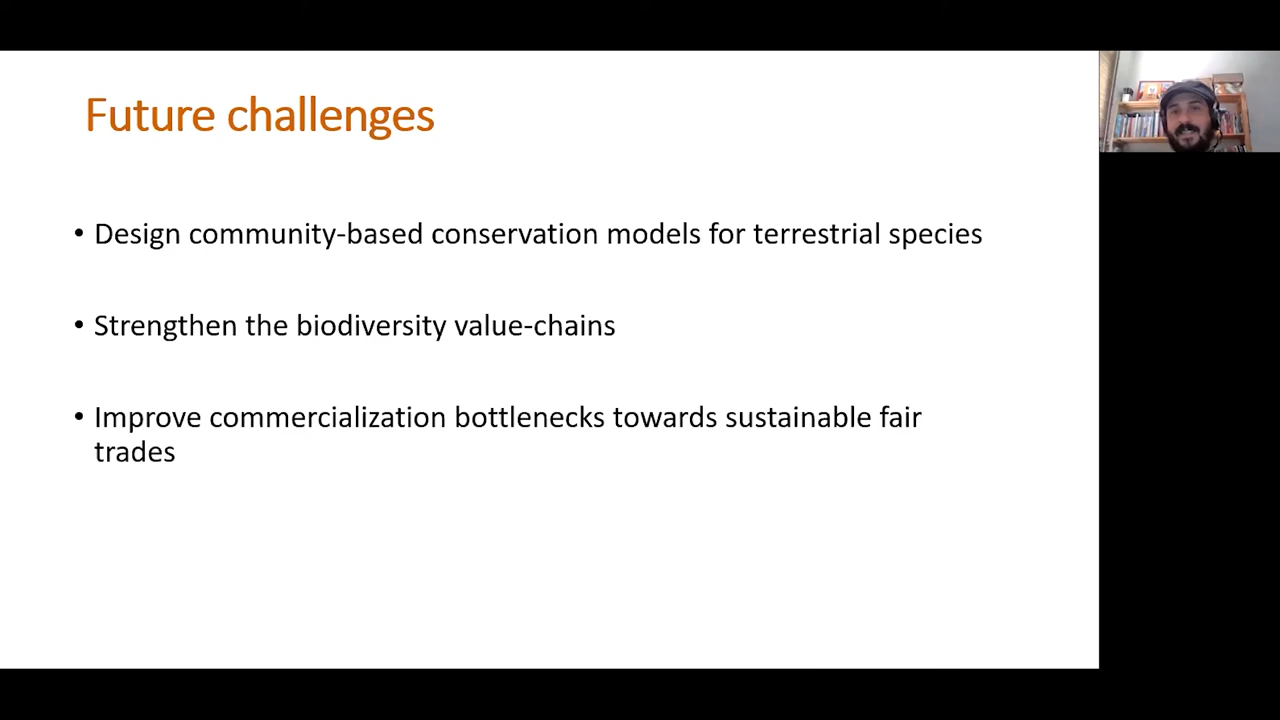 Future challenges
• Design community-based conservation models for terrestrial species
• Strengthen the biodiversity value-chains
• Improve commercialization bottlenecks towards sustainable fair
trades